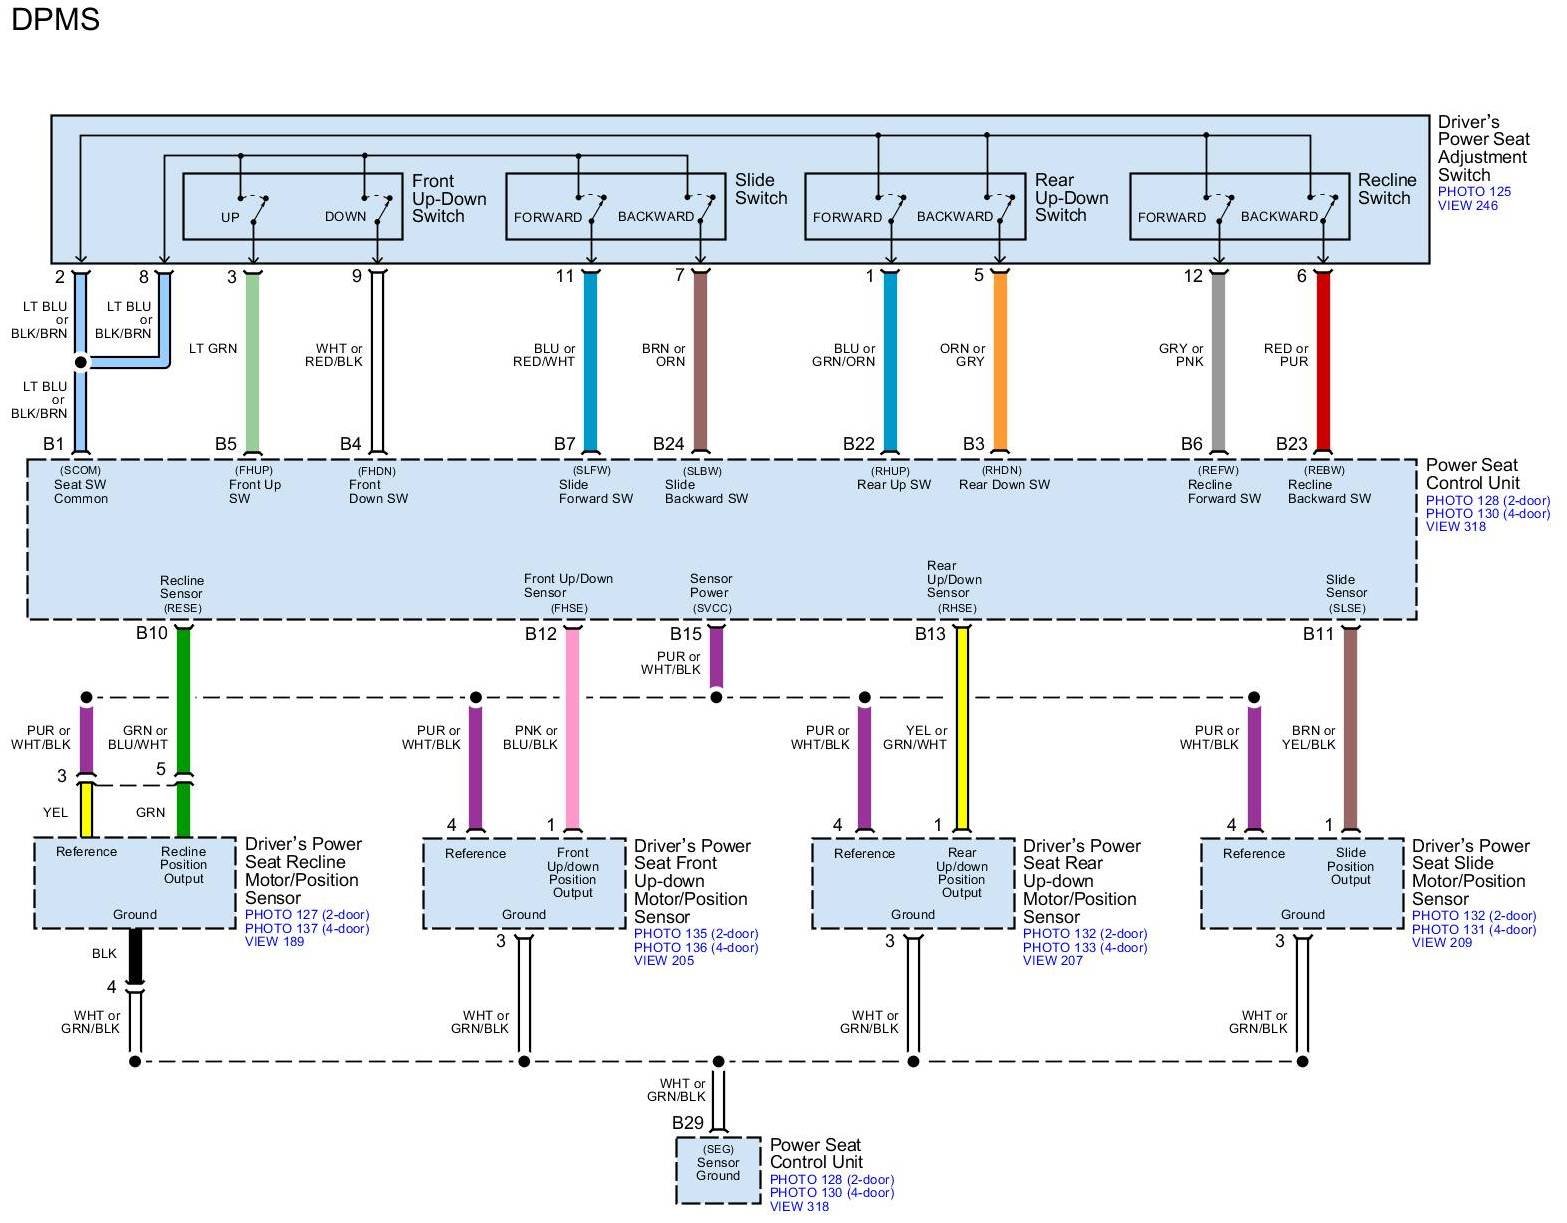 DPMS
Driver's
Power Seat
Adjustment
Switch
PHOTO 125
VIEW 246
Front
Up-Down
Switch
UP
DOWN
Slide
Switch
FORWARD
BACKWARD
Rear
Up-Down
Switch
FORWARD
BACKWARD
Recline
Switch
FORWARD
BACKWARD
2
8
3
9
11
7
1
5
12
6
LT BLU
or
BLK/BRN
LT BLU
or
BLK/BRN
LT BLU
or
BLK/BRN
LT GRN
WHT or
RED/BLK
BLU or
RED/WHT
BRN or
ORN
BLU or
GRN/ORN
ORN or
GRY
GRY or
PNK
RED or
PUR
B1
B5
B4
B7
B24
B22
B3
B6
B23
(SCOM)
Seat SW
Common
(FHUP)
Front Up
SW
(FHDN)
Front
Down SW
(SLFW)
Slide
Forward SW
(SLBW)
Slide
Backward SW
(RHUP)
Rear Up SW
(RHDN)
Rear Down SW
(REFW)
Recline
Forward SW
(REBW)
Recline
Backward SW
Power Seat
Control Unit
PHOTO 128 (2-door)
PHOTO 130 (4-door)
VIEW 318
Recline
Sensor
(RESE)
Front Up/Down
Sensor
(FHSE)
Sensor
Power
(SVCC)
Rear
Up/Down
Sensor
(RHSE)
Slide
Sensor
(SLSE)
B10
B12
B15
B13
B11
PUR or
WHT/BLK
PUR or
WHT/BLK
GRN or
BLU/WHT
PUR or
WHT/BLK
PNK or
BLU/BLK
PUR or
WHT/BLK
YEL or
GRN/WHT
PUR or
WHT/BLK
BRN or
YEL/BLK
3
5
YEL
GRN
4
1
4
1
4
1
Reference
Recline
Position
Output
Ground
Driver's Power
Seat Recline
Motor/Position
Sensor
PHOTO 127 (2-door)
PHOTO 137 (4-door)
VIEW 189
Reference
Front
Up/down
Position
Output
Ground
Driver's Power
Seat Front
Up-down
Motor/Position
Sensor
PHOTO 135 (2-door)
PHOTO 136 (4-door)
VIEW 205
Reference
Rear
Up/down
Position
Output
Ground
Driver's Power
Seat Rear
Up-down
Motor/Position
Sensor
PHOTO 132 (2-door)
PHOTO 133 (4-door)
VIEW 207
Reference
Slide
Position
Output
Ground
Driver's Power
Seat Slide
Motor/Position
Sensor
PHOTO 132 (2-door)
PHOTO 131 (4-door)
VIEW 209
BLK
4
3
3
3
WHT or
GRN/BLK
WHT or
GRN/BLK
WHT or
GRN/BLK
WHT or
GRN/BLK
WHT or
GRN/BLK
B29
(SEG)
Sensor
Ground
Power Seat
Control Unit
PHOTO 128 (2-door)
PHOTO 130 (4-door)
VIEW 318